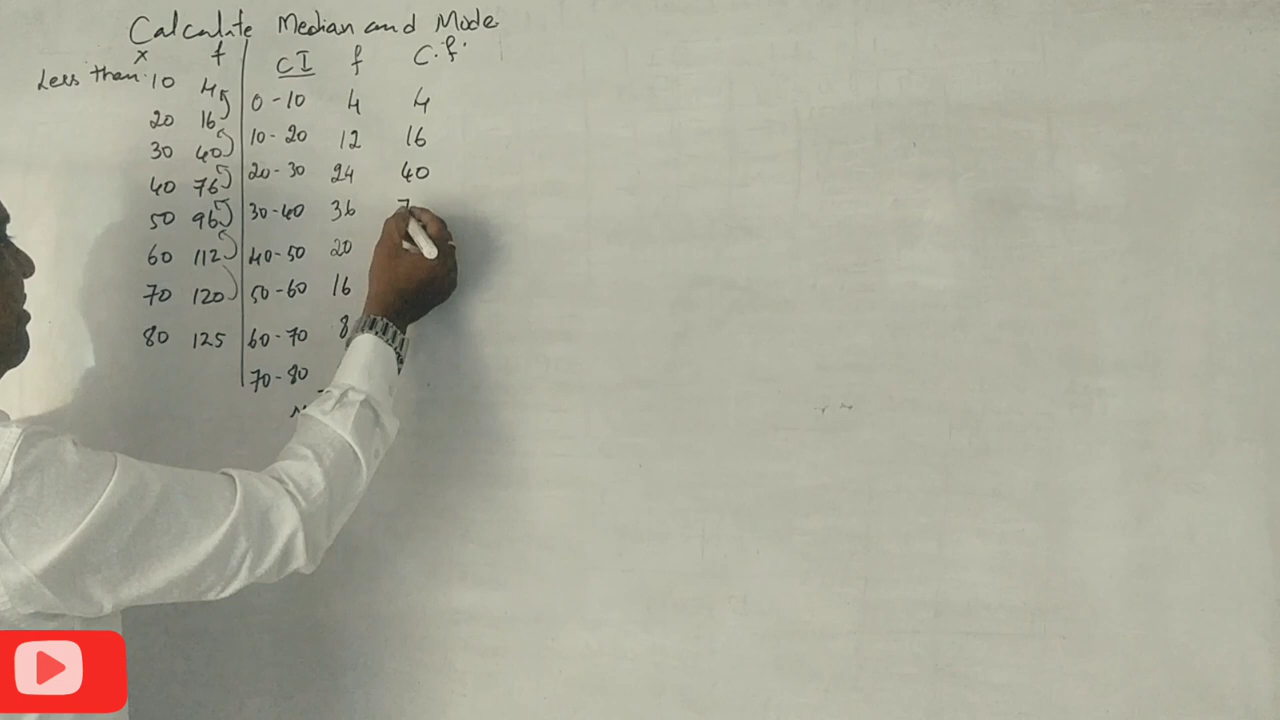 Calculate Median and Mode
x f CI f C.f.
Less than 10 4
0-10 4 4
20 16
10-20 12 16
30 40
20-30 24 40
40 76
30-40 36 7
50 96
40-50 20
60 112
50-60 16
70 120
60-70 8
80 125
70-80